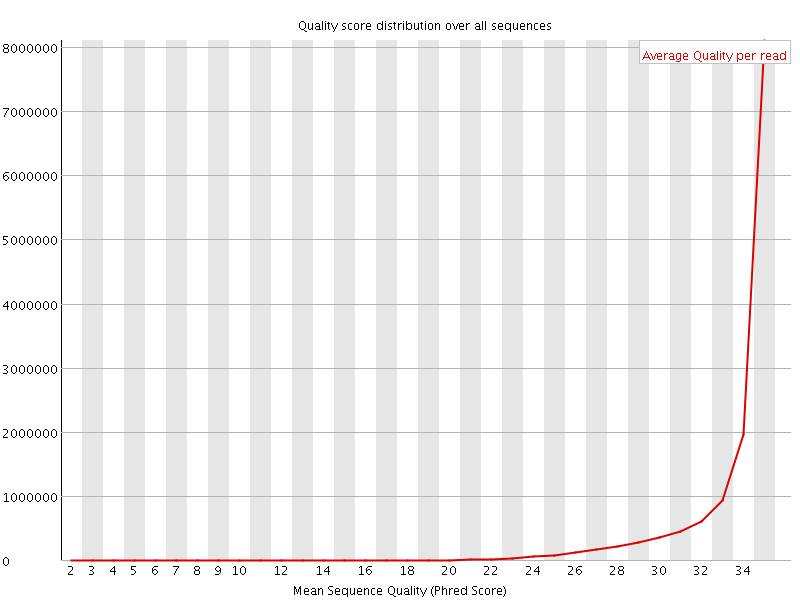 Quality score distribution over all sequences
Average Quality per read
8000000
7000000
6000000
5000000
4000000
3000000
2000000
1000000
0
2 3 4 5 6 7 8 9 10 12 14 16 18 20 22 24 26 28 30 32 34
Mean Sequence Quality (Phred Score)